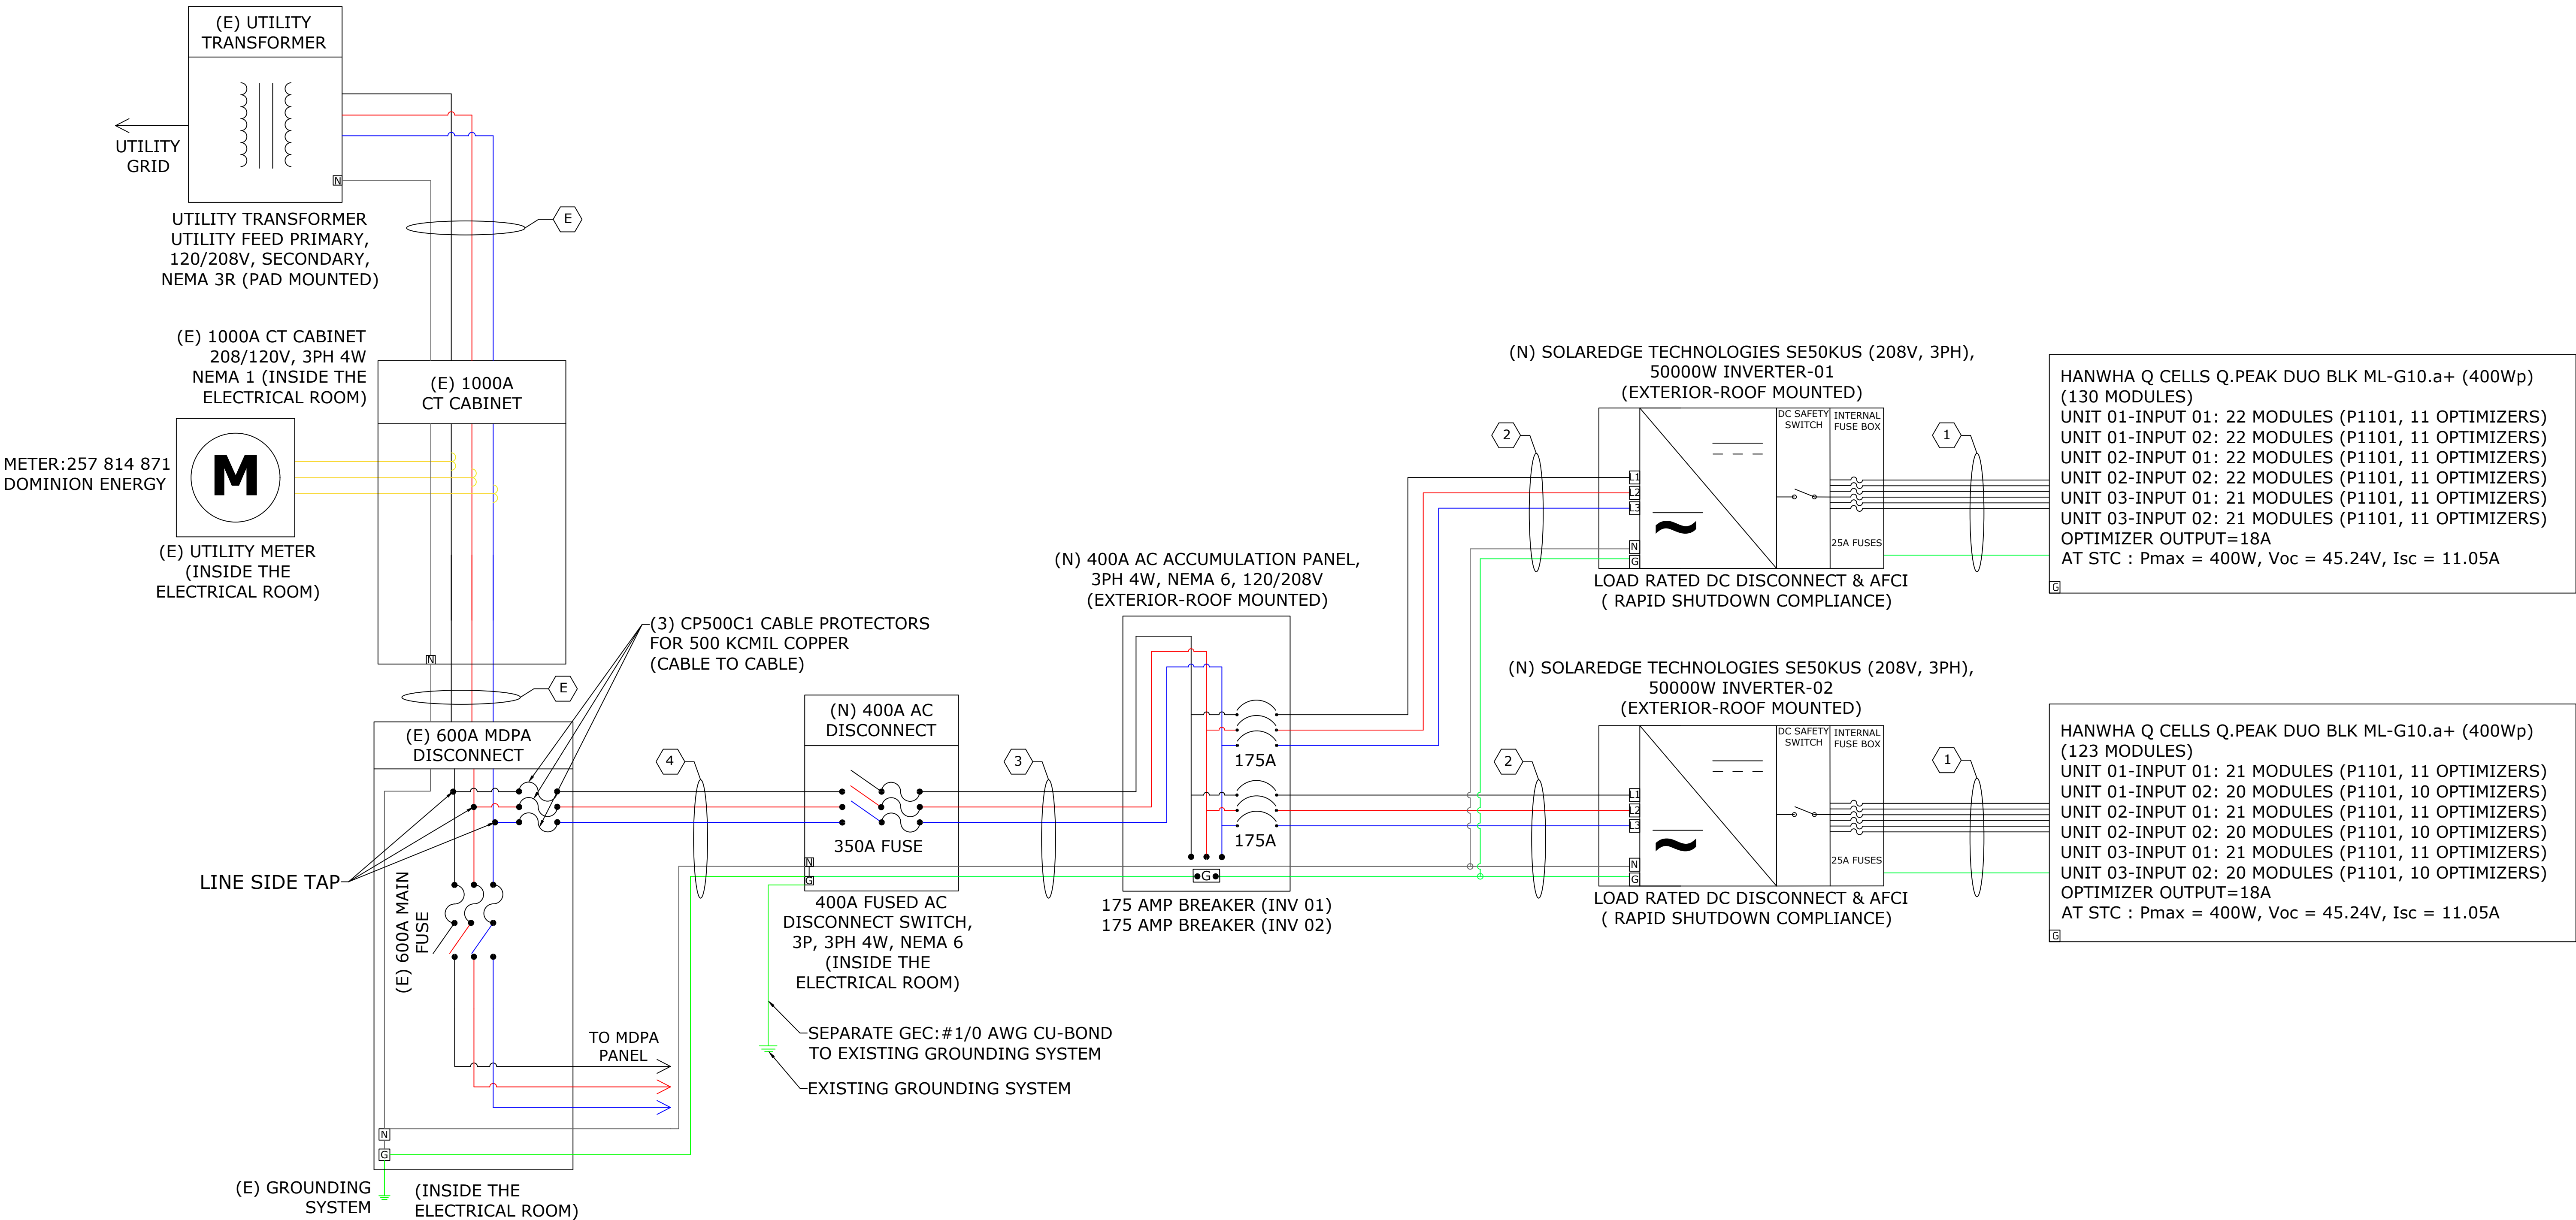 (E) UTILITY
TRANSFORMER
UTILITY
GRID
N
UTILITY TRANSFORMER
UTILITY FEED PRIMARY,
120/208V, SECONDARY,
NEMA 3R (PAD MOUNTED)
E
(E) 1000A CT CABINET
208/120V, 3PH 4W
NEMA 1 (INSIDE THE
ELECTRICAL ROOM)
(E) 1000A
CT CABINET
METER:257 814 871
DOMINION ENERGY
M
(E) UTILITY METER
(INSIDE THE
ELECTRICAL ROOM)
N
E
(3) CP500C1 CABLE PROTECTORS
FOR 500 KCMIL COPPER
(CABLE TO CABLE)
(E) 600A MDPA
DISCONNECT
LINE SIDE TAP
(E) 600A MAIN
FUSE
TO MDPA
PANEL
N
G
(E) GROUNDING
SYSTEM
(INSIDE THE
ELECTRICAL ROOM)
4
(N) 400A AC
DISCONNECT
350A FUSE
N
G
400A FUSED AC
DISCONNECT SWITCH,
3P, 3PH 4W, NEMA 6
(INSIDE THE
ELECTRICAL ROOM)
SEPARATE GEC:#1/0 AWG CU-BOND
TO EXISTING GROUNDING SYSTEM
EXISTING GROUNDING SYSTEM
3
(N) 400A AC ACCUMULATION PANEL,
3PH 4W, NEMA 6, 120/208V
(EXTERIOR-ROOF MOUNTED)
175A
175A
G
175 AMP BREAKER (INV 01)
175 AMP BREAKER (INV 02)
2
(N) SOLAREDGE TECHNOLOGIES SE50KUS (208V, 3PH),
50000W INVERTER-01
(EXTERIOR-ROOF MOUNTED)
DC SAFETY
SWITCH
INTERNAL
FUSE BOX
L1
L2
L3
N
G
25A FUSES
LOAD RATED DC DISCONNECT & AFCI
( RAPID SHUTDOWN COMPLIANCE)
1
HANWHA Q CELLS Q.PEAK DUO BLK ML-G10.a+ (400Wp)
(130 MODULES)
UNIT 01-INPUT 01: 22 MODULES (P1101, 11 OPTIMIZERS)
UNIT 01-INPUT 02: 22 MODULES (P1101, 11 OPTIMIZERS)
UNIT 02-INPUT 01: 22 MODULES (P1101, 11 OPTIMIZERS)
UNIT 02-INPUT 02: 22 MODULES (P1101, 11 OPTIMIZERS)
UNIT 03-INPUT 01: 21 MODULES (P1101, 11 OPTIMIZERS)
UNIT 03-INPUT 02: 21 MODULES (P1101, 11 OPTIMIZERS)
OPTIMIZER OUTPUT=18A
AT STC : Pmax = 400W, Voc = 45.24V, Isc = 11.05A
G
2
(N) SOLAREDGE TECHNOLOGIES SE50KUS (208V, 3PH),
50000W INVERTER-02
(EXTERIOR-ROOF MOUNTED)
DC SAFETY
SWITCH
INTERNAL
FUSE BOX
L1
L2
L3
N
G
25A FUSES
LOAD RATED DC DISCONNECT & AFCI
( RAPID SHUTDOWN COMPLIANCE)
1
HANWHA Q CELLS Q.PEAK DUO BLK ML-G10.a+ (400Wp)
(123 MODULES)
UNIT 01-INPUT 01: 21 MODULES (P1101, 11 OPTIMIZERS)
UNIT 01-INPUT 02: 20 MODULES (P1101, 10 OPTIMIZERS)
UNIT 02-INPUT 01: 21 MODULES (P1101, 11 OPTIMIZERS)
UNIT 02-INPUT 02: 20 MODULES (P1101, 10 OPTIMIZERS)
UNIT 03-INPUT 01: 21 MODULES (P1101, 11 OPTIMIZERS)
UNIT 03-INPUT 02: 20 MODULES (P1101, 10 OPTIMIZERS)
OPTIMIZER OUTPUT=18A
AT STC : Pmax = 400W, Voc = 45.24V, Isc = 11.05A
G